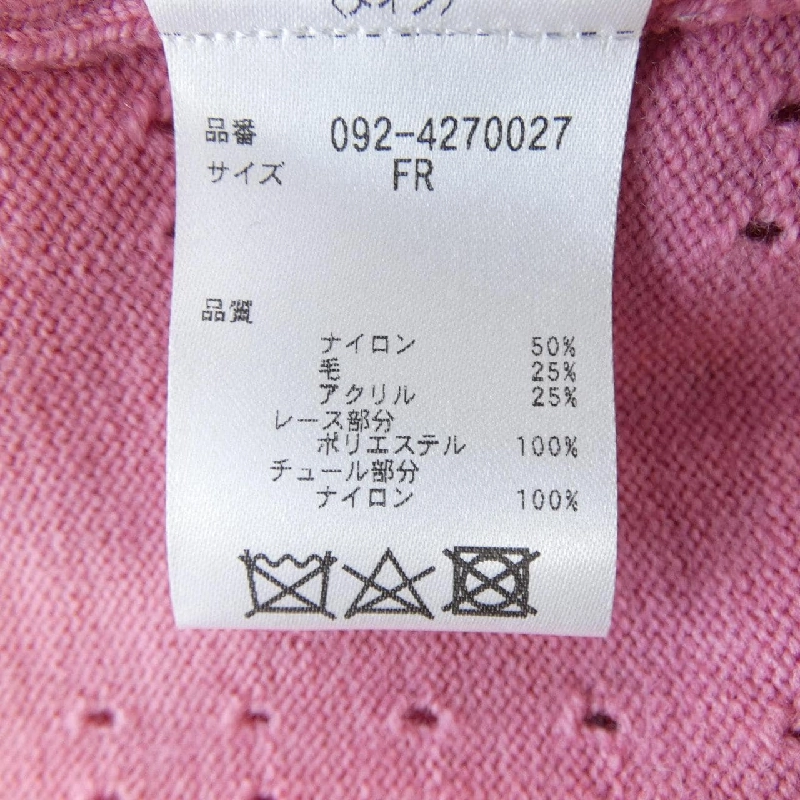 品番 092-4270027
サイズ FR
品質
ナイロン 50%
毛 25%
アクリル 25%
レース部分
ポリエステル 100%
チュール部分
ナイロン 100%